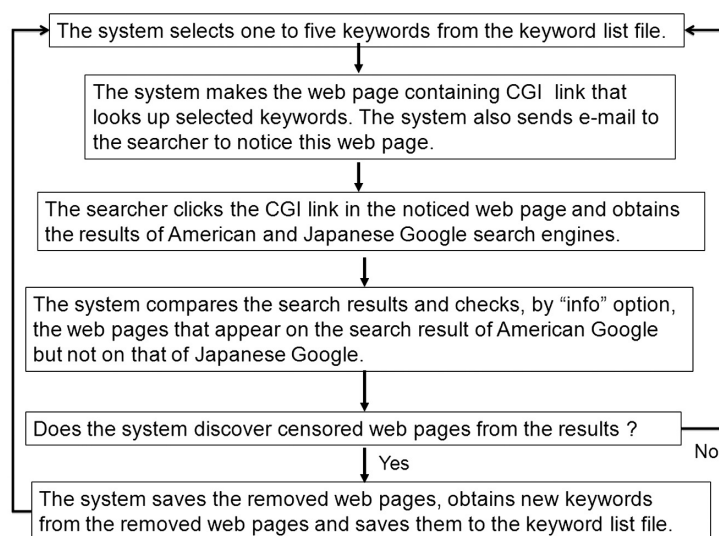 The system selects one to five keywords from the keyword list file.
The system makes the web page containing CGI link that
looks up selected keywords. The system also sends e-mail to
the searcher to notice this web page.
The searcher clicks the CGI link in the noticed web page and obtains
the results of American and Japanese Google search engines.
The system compares the search results and checks, by “info” option,
the web pages that appear on the search result of American Google
but not on that of Japanese Google.
Does the system discover censored web pages from the results ?
No
Yes
The system saves the removed web pages, obtains new keywords
from the removed web pages and saves them to the keyword list file.